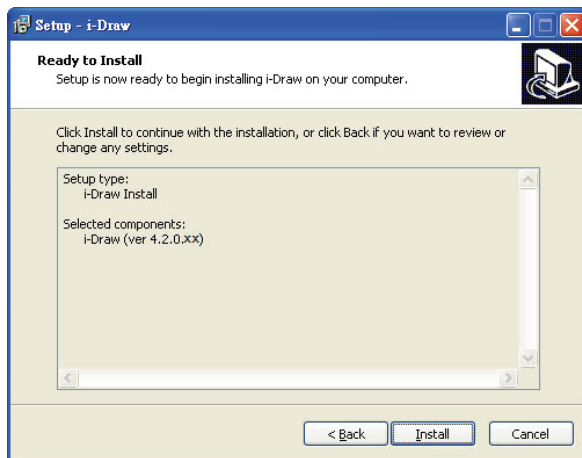 Setup - i-Draw
Ready to Install
Setup is now ready to begin installing i-Draw on your computer.
Click Install to continue with the installation, or click Back if you want to review or
change any settings.
Setup type:
i-Draw Install
Selected components:
i-Draw (ver 4.2.0.xx)
< Back
Install
Cancel